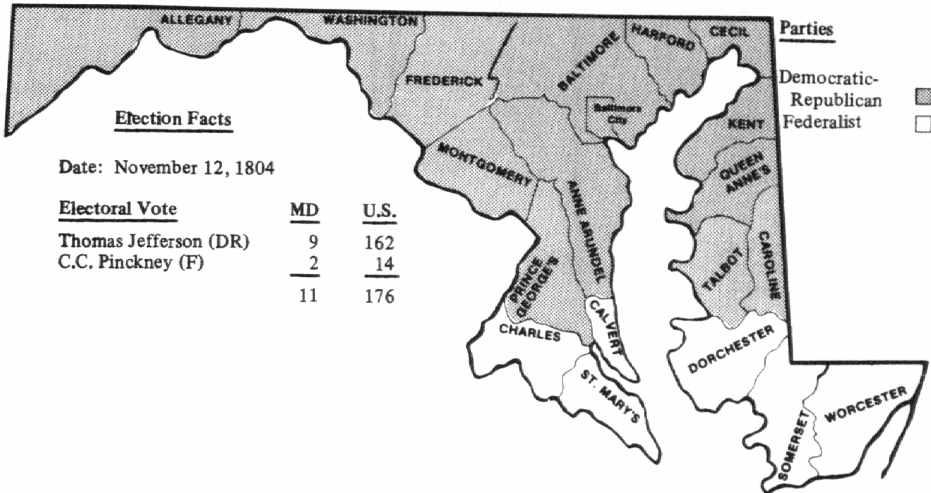 ALLEGANY
WASHINGTON
FREDERICK
BALTIMORE
HARFORD
CECIL
Baltimore
City
KENT
MONTGOMERY
QUEEN
ANNE'S
ANNE ARUNDEL
TALBOT
CAROLINE
PRINCE
GEORGE'S
CALVERT
CHARLES
ST. MARY'S
DORCHESTER
SOMERSET
WORCESTER
Parties
Democratic-
Republican
Federalist
Election Facts
Date: November 12, 1804
Electoral Vote MD U.S.
Thomas Jefferson (DR) 9 162
C.C. Pinckney (F) 2 14
11 176